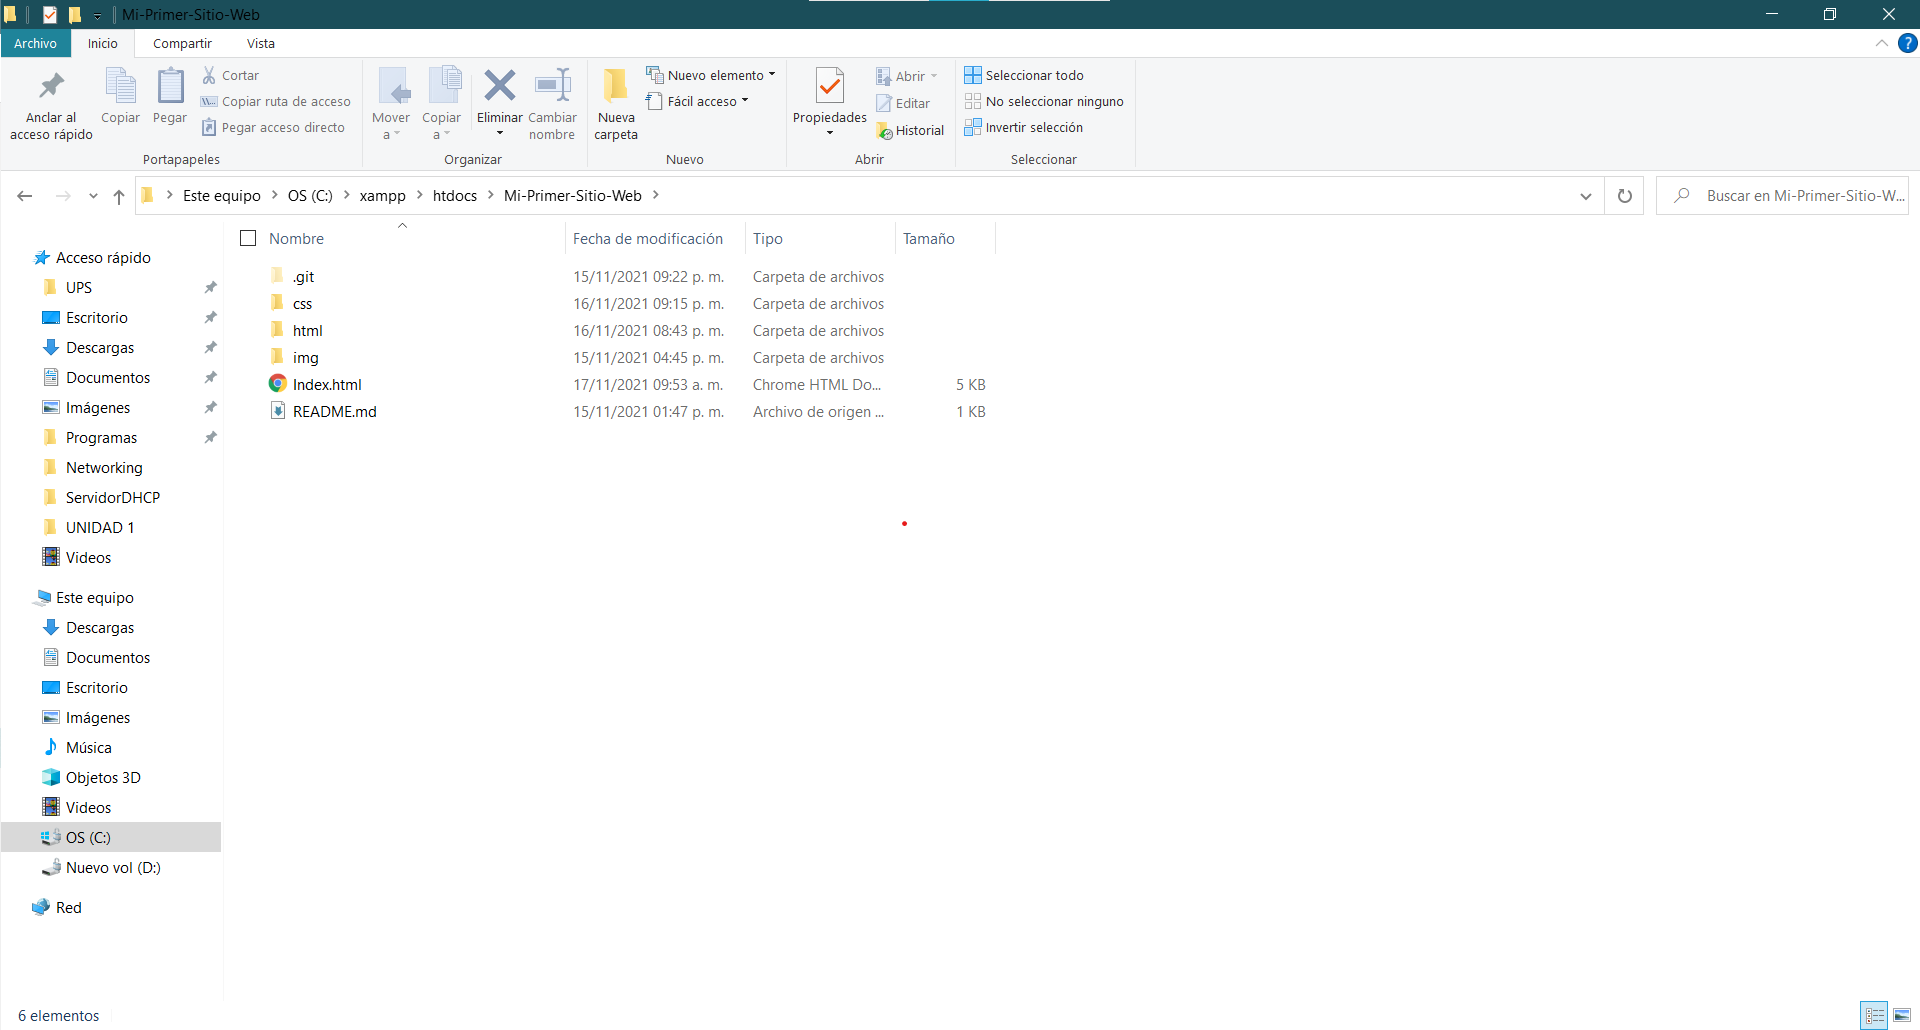 Mi-Primer-Sitio-Web
Archivo Inicio Compartir Vista
Anclar al acceso rápido
Copiar
Pegar
Cortar
Copiar ruta de acceso
Pegar acceso directo
Portapapeles
Mover a
Copiar a
Eliminar
Cambiar nombre
Organizar
Nueva carpeta
Nuevo elemento
Fácil acceso
Nuevo
Propiedades
Abrir
Editar
Historial
Abrir
Seleccionar todo
No seleccionar ninguno
Invertir selección
Seleccionar
Este equipo > OS (C:) > xampp > htdocs > Mi-Primer-Sitio-Web >
Buscar en Mi-Primer-Sitio-W...
Acceso rápido
UPS
Escritorio
Descargas
Documentos
Imágenes
Programas
Networking
ServidorDHCP
UNIDAD 1
Videos
Este equipo
Descargas
Documentos
Escritorio
Imágenes
Música
Objetos 3D
Videos
OS (C:)
Nuevo vol (D:)
Red
Nombre Fecha de modificación Tipo Tamaño
.git 15/11/2021 09:22 p. m. Carpeta de archivos
css 16/11/2021 09:15 p. m. Carpeta de archivos
html 16/11/2021 08:43 p. m. Carpeta de archivos
img 15/11/2021 04:45 p. m. Carpeta de archivos
Index.html 17/11/2021 09:53 a. m. Chrome HTML Do... 5 KB
README.md 15/11/2021 01:47 p. m. Archivo de origen ... 1 KB
6 elementos